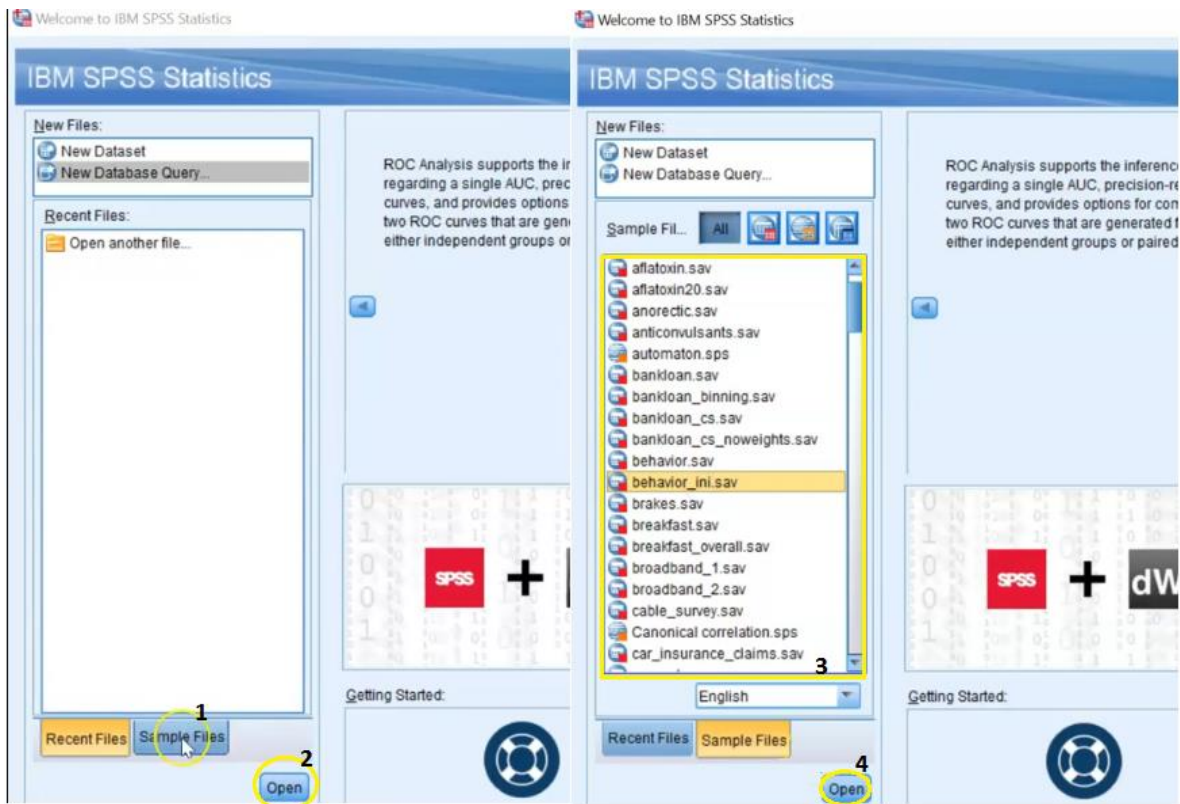 Welcome to IBM SPSS Statistics
IBM SPSS Statistics
New Files:
New Dataset
New Database Query...
Recent Files:
Open another file...
ROC Analysis supports the
regarding a single AUC, prec
curves, and provides options
two ROC curves that are gen
either independent groups or
SPSS
+
Getting Started:
1
Recent Files
Sample Files
2
Open
Welcome to IBM SPSS Statistics
IBM SPSS Statistics
New Files:
New Dataset
New Database Query...
Sample Fil...
All
aflatoxin.sav
aflatoxin20.sav
anorectic.sav
anticonvulsants.sav
automaton.sps
bankloan.sav
bankloan_binning.sav
bankloan_cs.sav
bankloan_cs_noweights.sav
behavior.sav
behavior_ini.sav
brakes.sav
breakfast.sav
breakfast_overall.sav
broadband_1.sav
broadband_2.sav
cable_survey.sav
Canonical correlation.sps
car_insurance_claims.sav
3
English
Recent Files
Sample Files
4
Open
ROC Analysis supports the inferenc
regarding a single AUC, precision-re
curves, and provides options for com
two ROC curves that are generated f
either independent groups or paired
SPSS
+
dW
Getting Started: